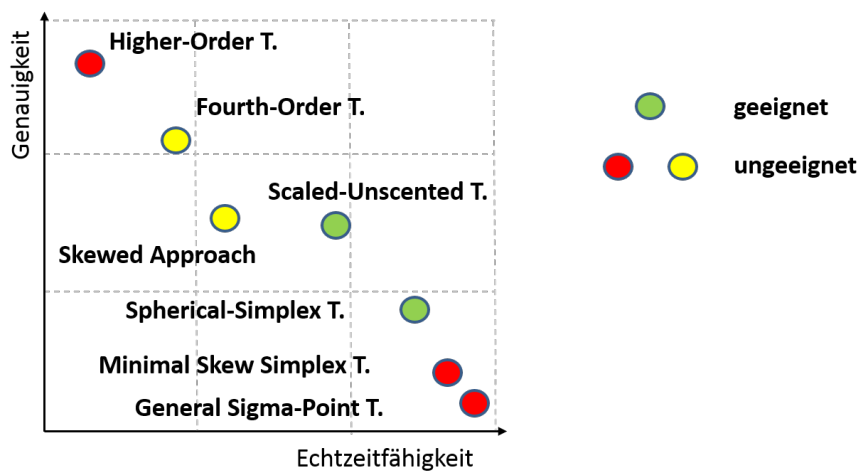 Higher-Order T.
Fourth-Order T.
Scaled-Unscented T.
Skewed Approach
Spherical-Simplex T.
Minimal Skew Simplex T.
General Sigma-Point T.
Genauigkeit
Echtzeitfähigkeit
geeignet
ungeeignet